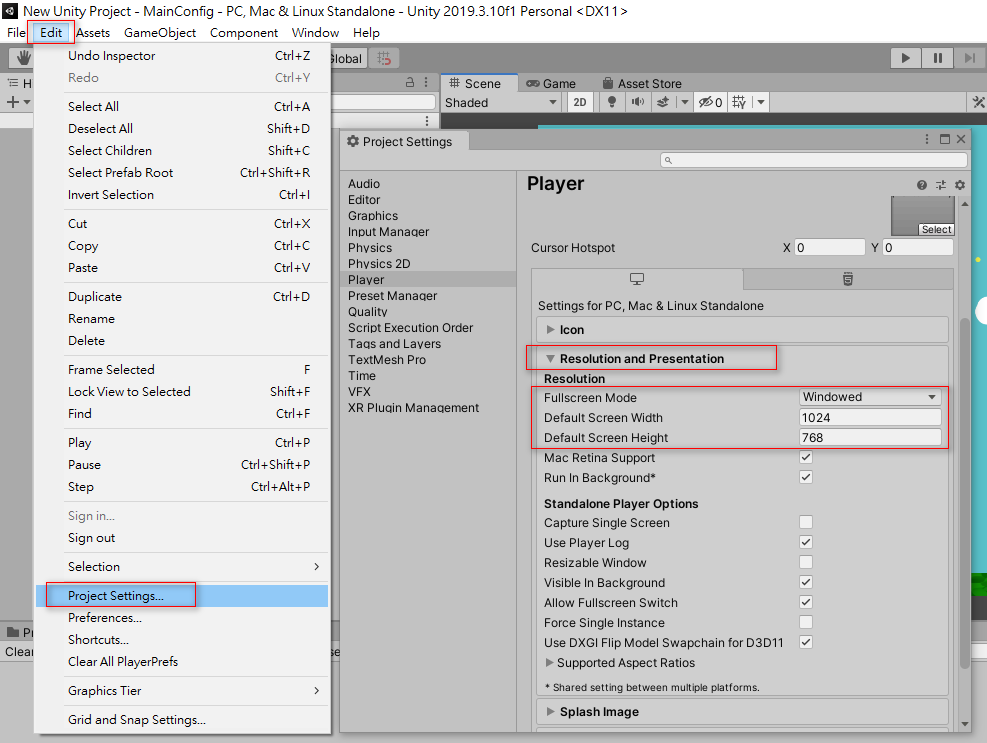 New Unity Project - MainConfig - PC, Mac & Linux Standalone - Unity 2019.3.10f1 Personal <DX11>
File Edit Assets GameObject Component Window Help
Undo Inspector Ctrl+Z
Redo Ctrl+Y
Select All Ctrl+A
Deselect All Shift+D
Select Children Shift+C
Select Prefab Root Ctrl+Shift+R
Invert Selection Ctrl+I
Cut Ctrl+X
Copy Ctrl+C
Paste Ctrl+V
Duplicate Ctrl+D
Rename
Delete
Frame Selected F
Lock View to Selected Shift+F
Find Ctrl+F
Play Ctrl+P
Pause Ctrl+Shift+P
Step Ctrl+Alt+P
Sign in...
Sign out
Selection
Project Settings...
Preferences...
Shortcuts...
Clear All PlayerPrefs
Graphics Tier
Grid and Snap Settings...
Global
H
Scene Game Asset Store
Shaded 2D 0
Project Settings
Audio
Editor
Graphics
Input Manager
Physics
Physics 2D
Player
Preset Manager
Quality
Script Execution Order
Tags and Layers
TextMesh Pro
Time
VFX
XR Plugin Management
Player
Select
Cursor Hotspot X 0 Y 0
Settings for PC, Mac & Linux Standalone
Icon
Resolution and Presentation
Resolution
Fullscreen Mode Windowed
Default Screen Width 1024
Default Screen Height 768
Mac Retina Support
Run In Background*
Standalone Player Options
Capture Single Screen
Use Player Log
Resizable Window
Visible In Background
Allow Fullscreen Switch
Force Single Instance
Use DXGI Flip Model Swapchain for D3D11
Supported Aspect Ratios
* Shared setting between multiple platforms.
Splash Image
Clear